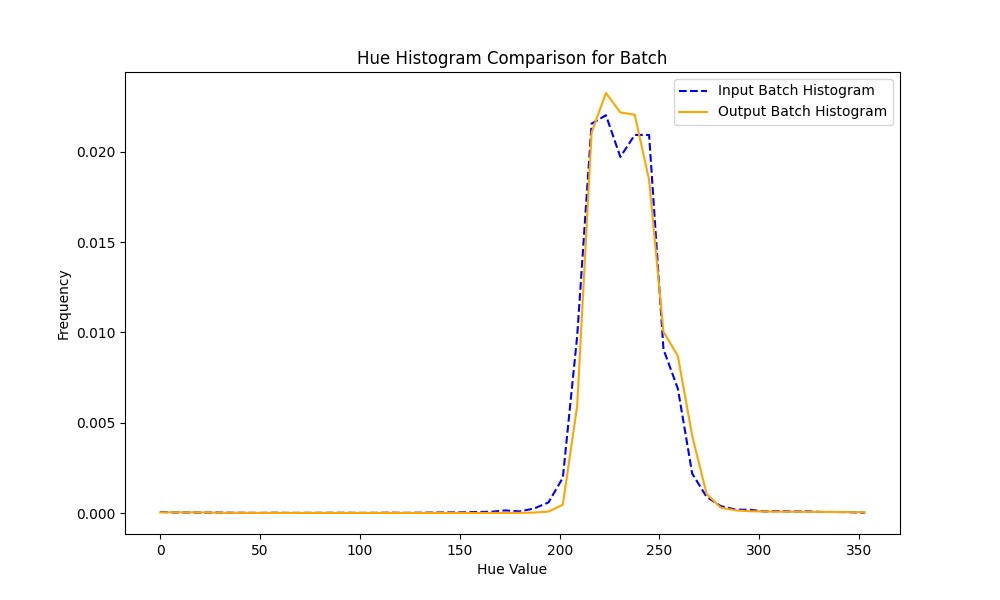 Hue Histogram Comparison for Batch
Input Batch Histogram
Output Batch Histogram
Frequency
0.020
0.015
0.010
0.005
0.000
0 50 100 150 200 250 300 350
Hue Value